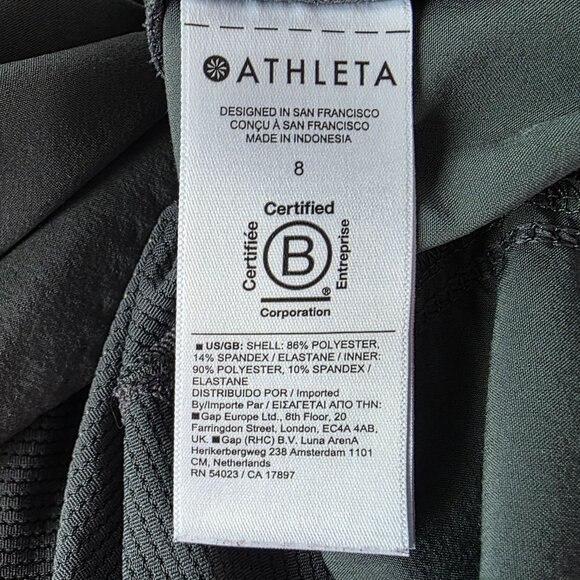 ATHLETA
DESIGNED IN SAN FRANCISCO
CONÇU À SAN FRANCISCO
MADE IN INDONESIA
8
Certified
Certifiée
B
Entreprise
®
Corporation
■ US/GB: SHELL: 86% POLYESTER,
14% SPANDEX / ELASTANE / INNER:
90% POLYESTER, 10% SPANDEX /
ELASTANE
DISTRIBUIDO POR / Imported
By/Importe Par / ΕΙΣΑΓΕΤΑΙ ΑΠΟ ΤΗΝ:
■ Gap Europe Ltd., 8th Floor, 20
Farringdon Street, London, EC4A 4AB,
UK. ■ Gap (RHC) B.V. Luna ArenA
Herikerbergweg 238 Amsterdam 1101
CM, Netherlands
RN 54023 / CA 17897